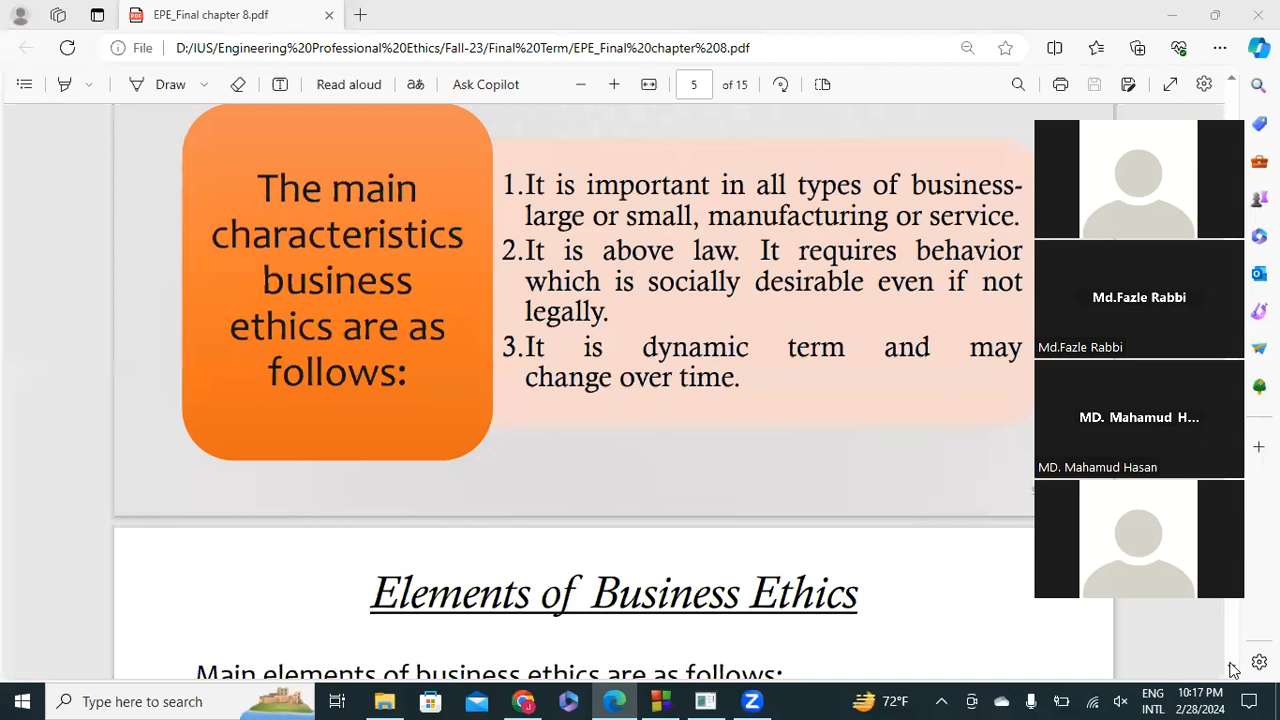 EPE_Final chapter 8.pdf
File
D:/IUS/Engineering%20Professional%20Ethics/Fall-23/Final%20Term/EPE_Final%20chapter%208.pdf
Draw
Read aloud
Ask Copilot
5
of 15
The main
characteristics
business
ethics are as
follows:
1.It is important in all types of business-
large or small, manufacturing or service.
2.It is above law. It requires behavior
which is socially desirable even if not
legally.
3.It is dynamic term and may
change over time.
Elements of Business Ethics
Main elements of business ethics are as follows:
Md.Fazle Rabbi
Md.Fazle Rabbi
MD. Mahamud H...
MD. Mahamud Hasan
Type here to search
72°F
ENG
INTL
10:17 PM
2/28/2024